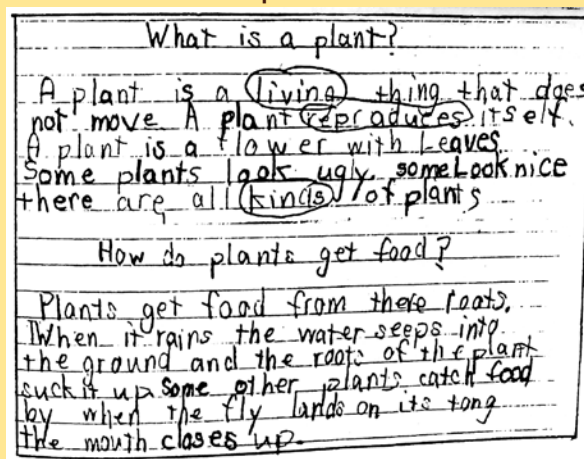 What is a plant?
A plant is a living thing that does
not move A plant reproduces itself.
A plant is a flower with Leaves.
Some plants look ugly. some Look nice
there are all kinds of plants
How do plants get food?
Plants get food from there roots.
When it rains the water seeps into
the ground and the roots of the plant
suck it up some other plants catch food
by when the fly lands on its tong
the mouth closes up.